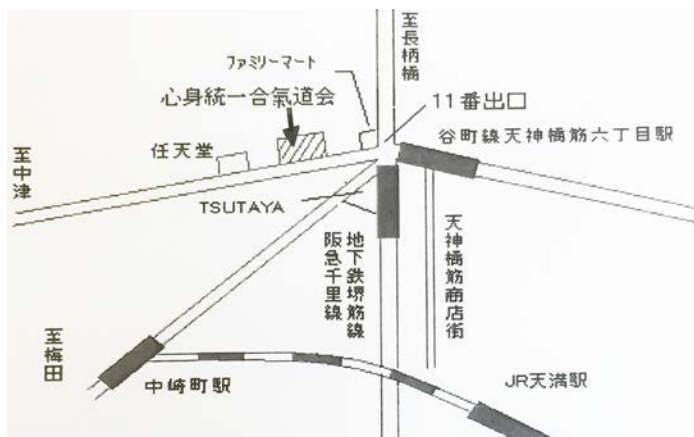 至長柄橋
ファミリーマート
心身統一合氣道会
11番出口
谷町線天神橋筋六丁目駅
任天堂
至中津
TSUTAYA
地下鉄堺筋線
阪急千里線
天神橋筋商店街
至梅田
中崎町駅
JR天満駅